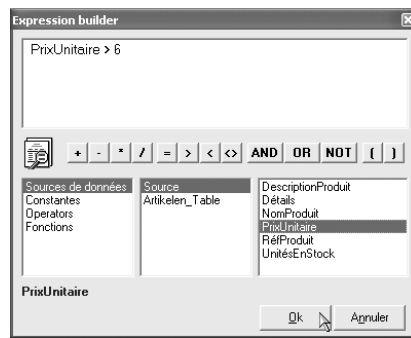 Expression builder
PrixUnitaire > 6
+ - * / = > < <> AND OR NOT ( )
Sources de données
Constantes
Operators
Fonctions
Source
Artikelen_Table
DescriptionProduit
Détails
NomProduit
PrixUnitaire
RéfProduit
UnitésEnStock
PrixUnitaire
Ok
Annuler